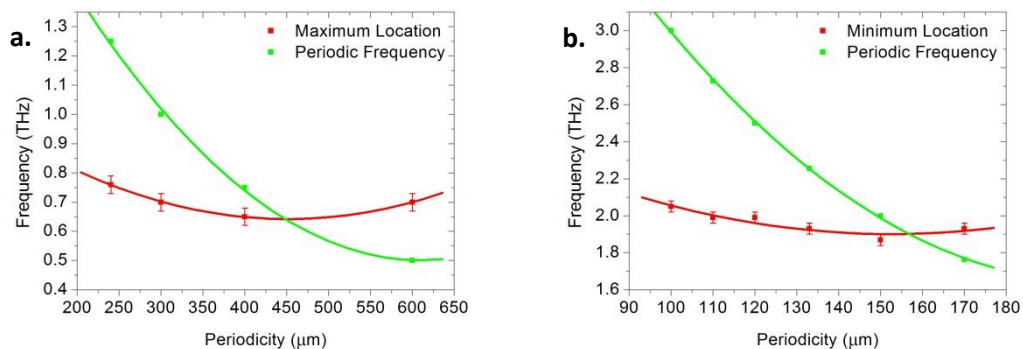 a.
Maximum Location
Periodic Frequency
Frequency (THz)
1.3
1.2
1.1
1.0
0.9
0.8
0.7
0.6
0.5
0.4
200 250 300 350 400 450 500 550 600 650
Periodicity (μm)
b.
Minimum Location
Periodic Frequency
Frequency (THz)
3.0
2.8
2.6
2.4
2.2
2.0
1.8
1.6
90 100 110 120 130 140 150 160 170 180
Periodicity (μm)